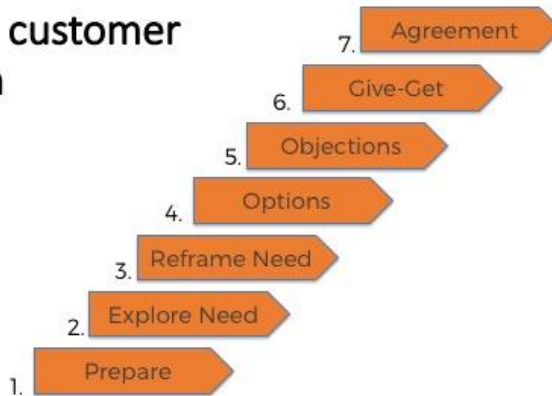 customer
7. Agreement
6. Give-Get
5. Objections
4. Options
3. Reframe Need
2. Explore Need
1. Prepare